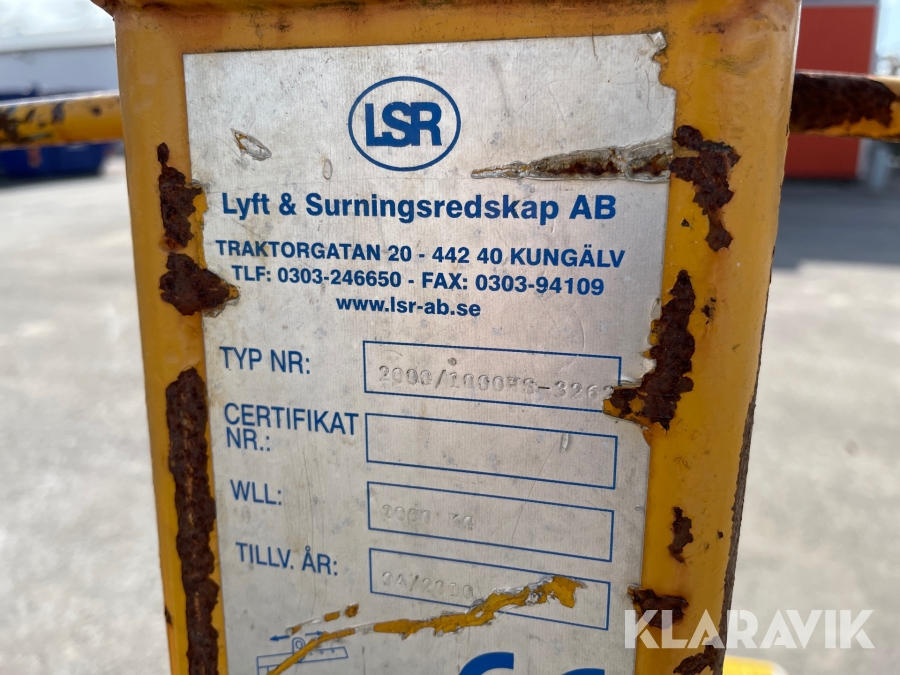 LSR
Lyft & Surningsredskap AB
TRAKTORGATAN 20 - 442 40 KUNGÄLV
TLF: 0303-246650 - FAX: 0303-94109
www.lsr-ab.se
TYP NR:
CERTIFIKAT
NR.:
WLL:
TILLV. ÅR:
KLARAVIK